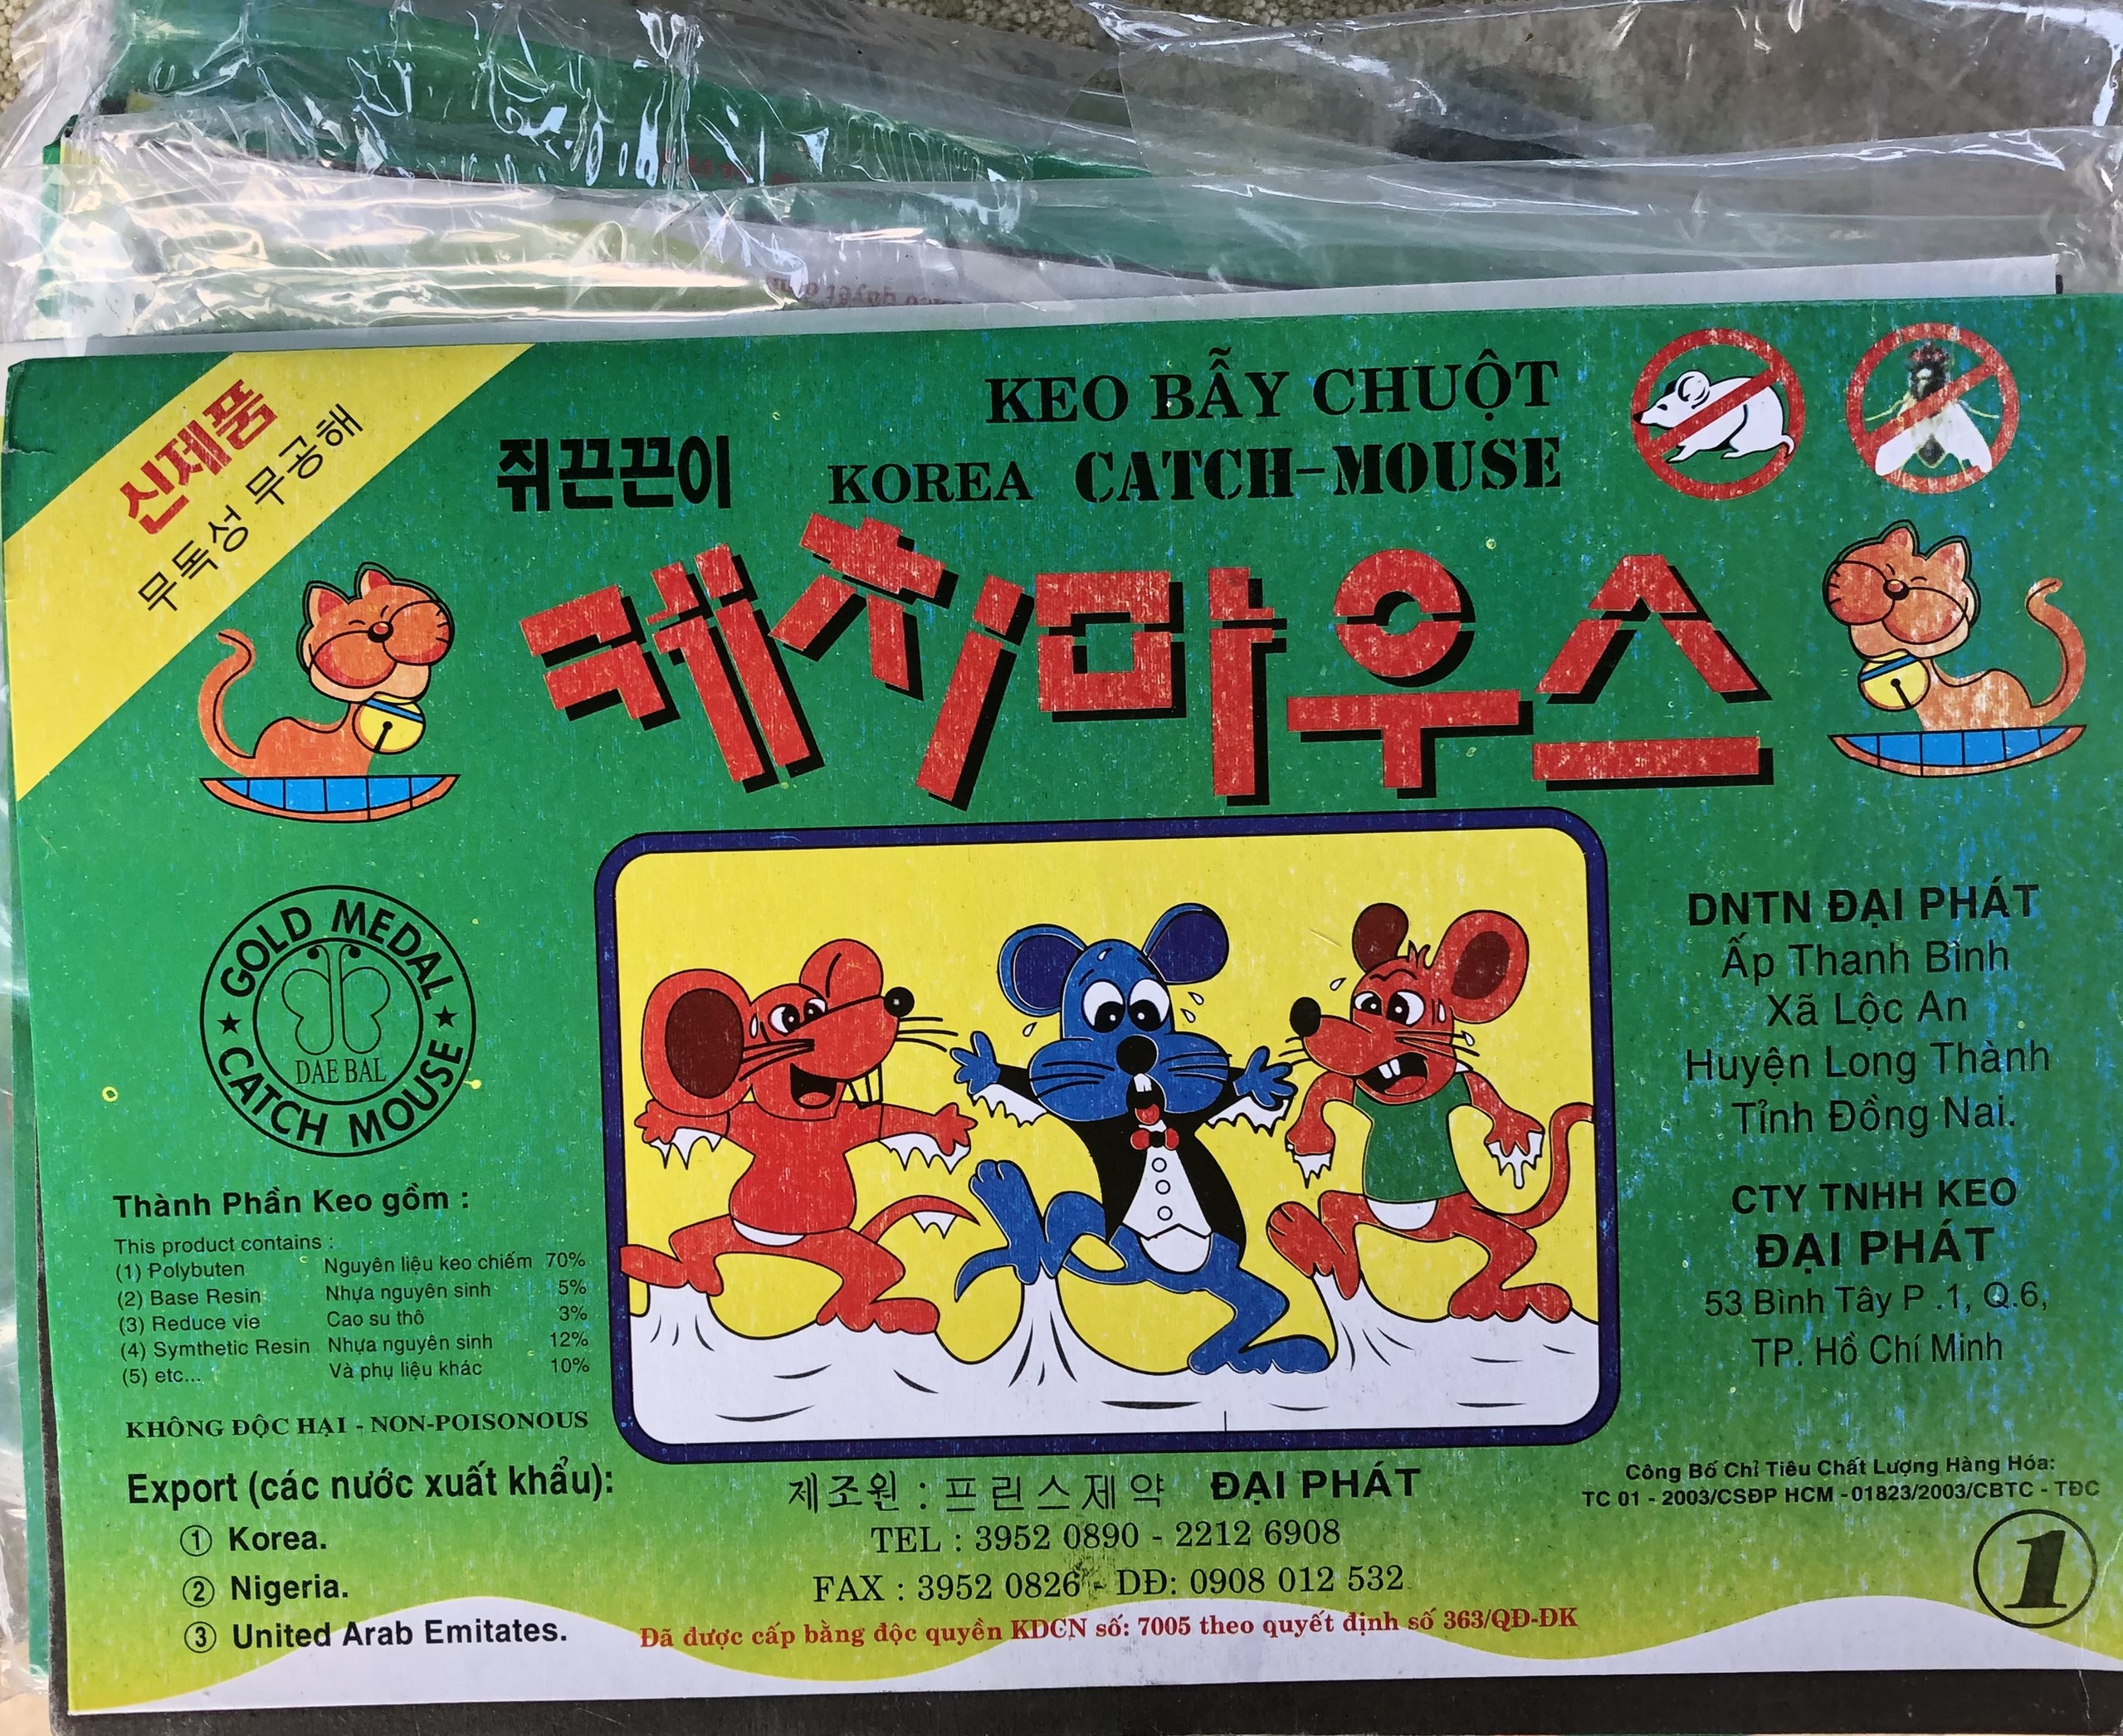 신제품
무독성 무공해
KEO BẪY CHUỘT
쥐끈끈이
KOREA CATCH-MOUSE
캐치마우스
GOLD MEDAL
DAE BAL
CATCH MOUSE
DNTN ĐẠI PHÁT
Ấp Thanh Bình
Xã Lộc An
Huyện Long Thành
Tỉnh Đồng Nai.
CTY TNHH KEO
ĐẠI PHÁT
53 Bình Tây P .1, Q.6,
TP. Hồ Chí Minh
Thành Phần Keo gồm :
This product contains :
(1) Polybuten Nguyên liệu keo chiếm 70%
(2) Base Resin Nhựa nguyên sinh 5%
(3) Reduce vie Cao su thô 3%
(4) Symthetic Resin Nhựa nguyên sinh 12%
(5) etc... Và phụ liệu khác 10%
KHÔNG ĐỘC HẠI - NON-POISONOUS
Export (các nước xuất khẩu):
① Korea.
② Nigeria.
③ United Arab Emitates.
제조원 : 프린스제약 ĐẠI PHÁT
TEL : 3952 0890 - 2212 6908
FAX : 3952 0826 - DĐ: 0908 012 532
Đã được cấp bằng độc quyền KDCN số: 7005 theo quyết định số 363/QĐ-ĐK
Công Bố Chỉ Tiêu Chất Lượng Hàng Hóa:
TC 01 - 2003/CSĐP HCM - 01823/2003/CBTC - TĐC
1